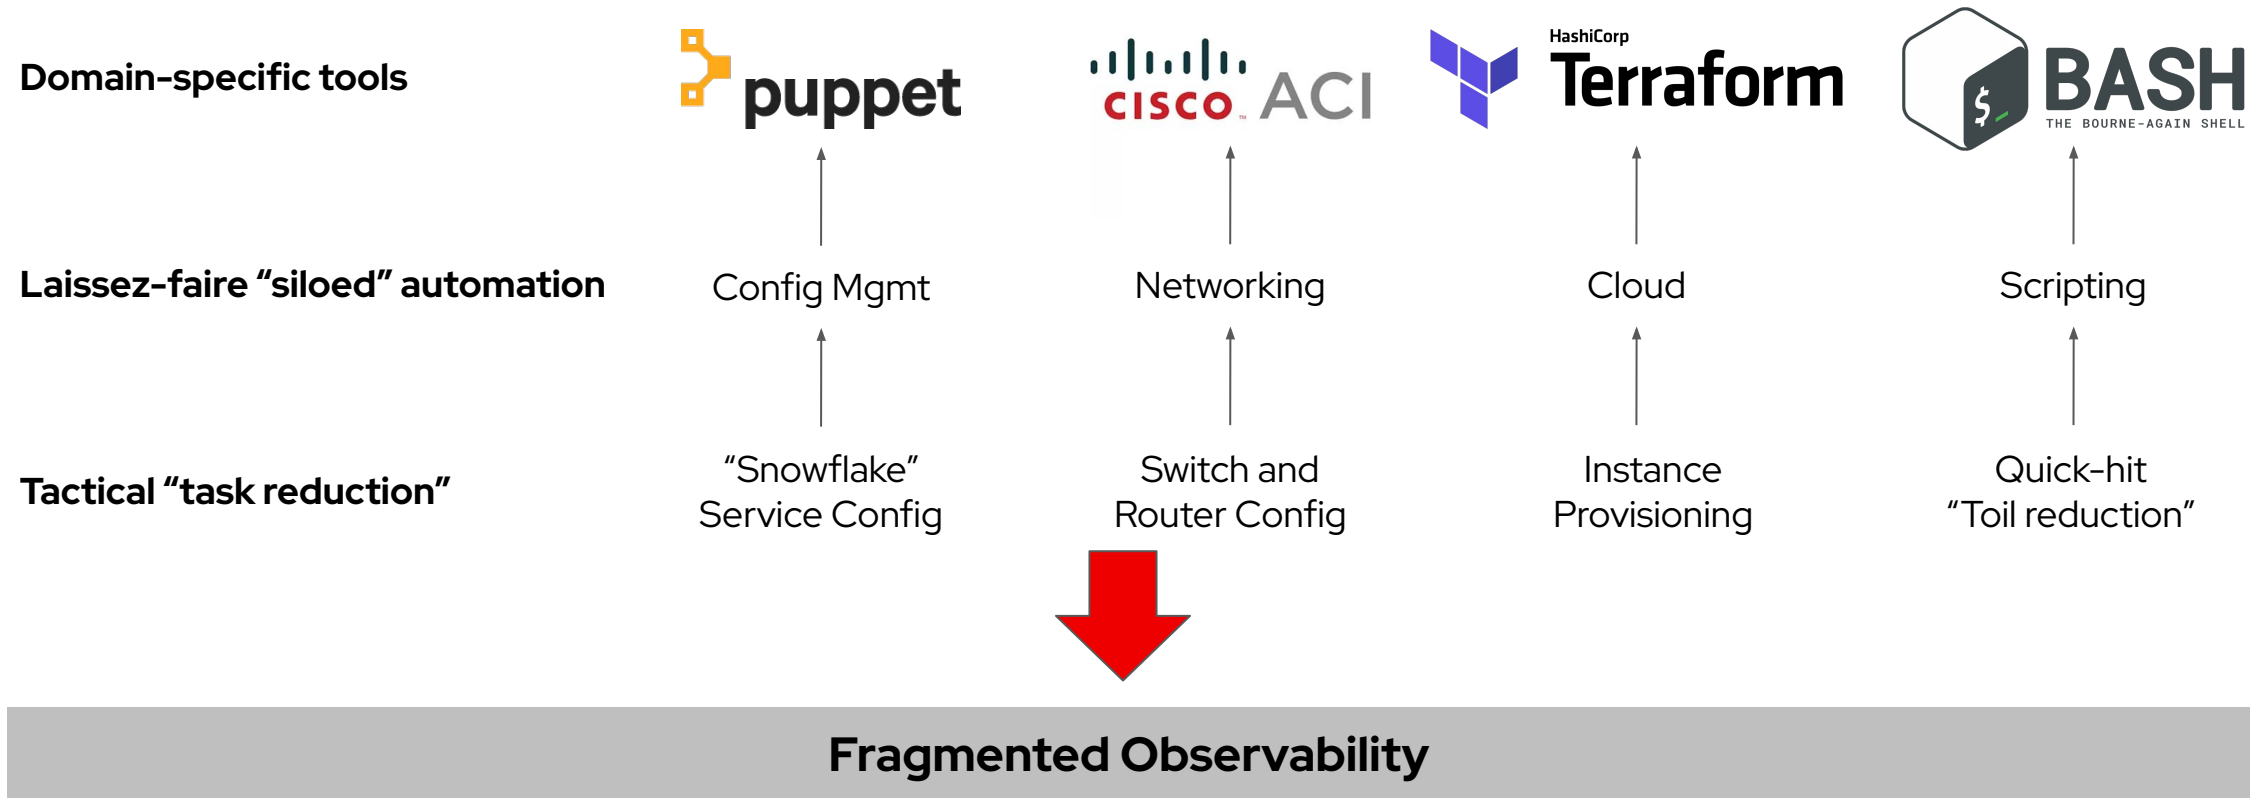 Domain-specific tools
puppet
CISCO™ ACI
HashiCorp
Terraform
$_
BASH
THE BOURNE-AGAIN SHELL
Laissez-faire “siloed” automation
Config Mgmt
Networking
Cloud
Scripting
Tactical “task reduction”
“Snowflake”
Service Config
Switch and
Router Config
Instance
Provisioning
Quick-hit
“Toil reduction”
Fragmented Observability